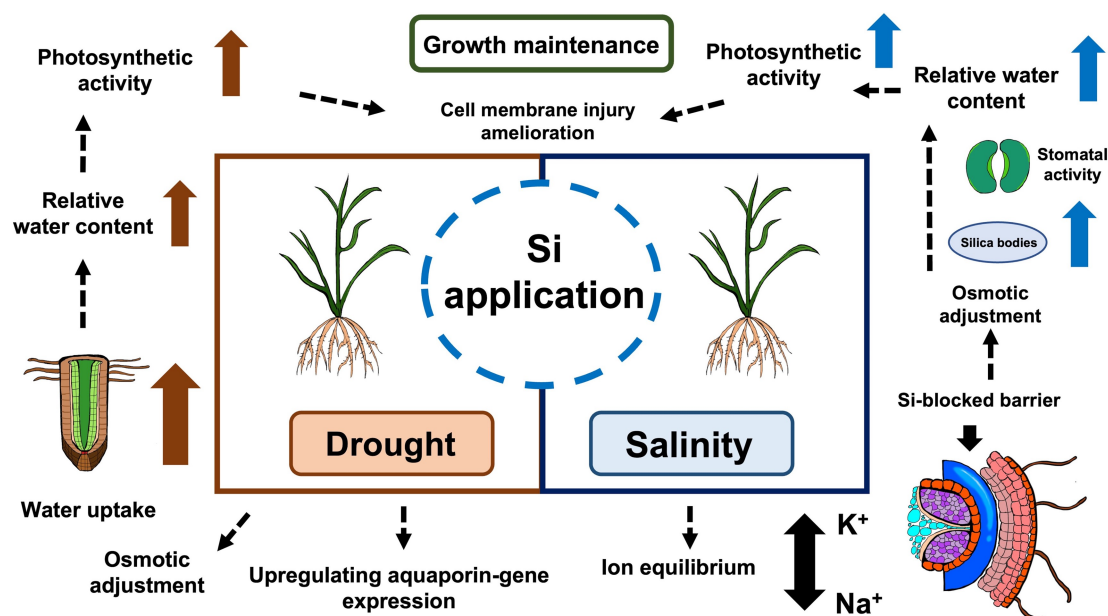 Growth maintenance
Photosynthetic
activity
Photosynthetic
activity
Relative water
content
Cell membrane injury
amelioration
Stomatal
activity
Relative
water content
Silica bodies
Si
application
Osmotic
adjustment
Si-blocked barrier
Drought
Salinity
Water uptake
K⁺
Osmotic
adjustment
Upregulating aquaporin-gene
expression
Ion equilibrium
Na⁺